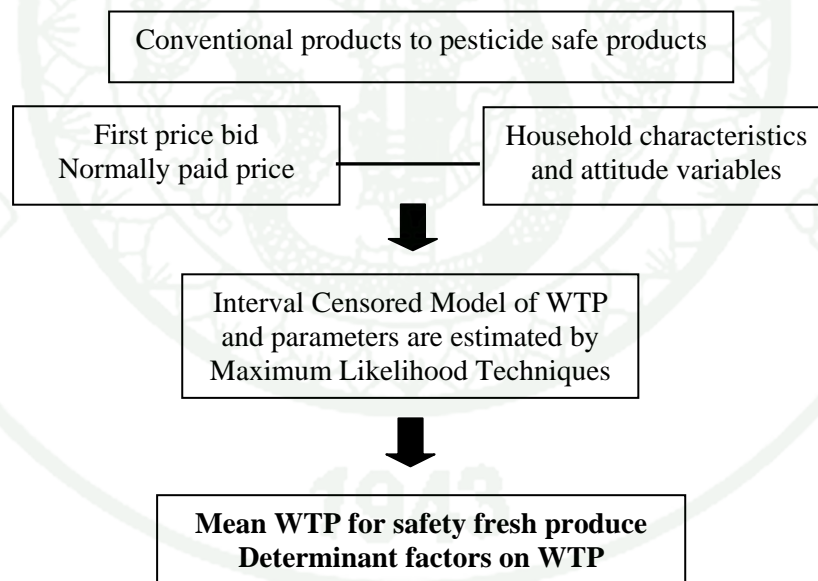 Conventional products to pesticide safe products
First price bid
Normally paid price
Household characteristics
and attitude variables
Interval Censored Model of WTP
and parameters are estimated by
Maximum Likelihood Techniques
1943
Mean WTP for safety fresh produce
Determinant factors on WTP